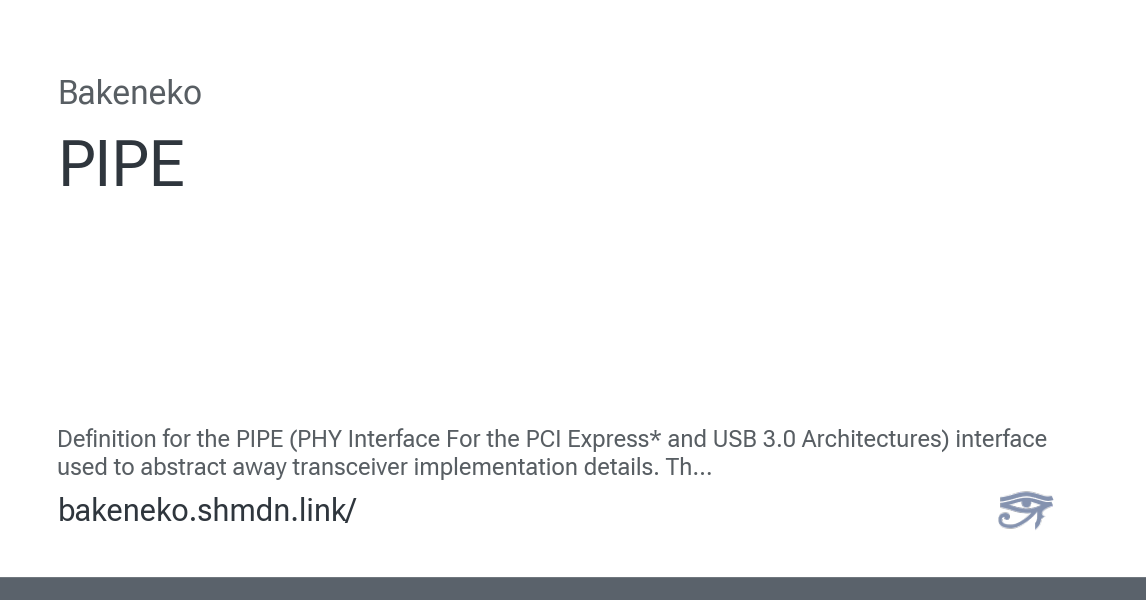 Bakeneko
PIPE
Definition for the PIPE (PHY Interface For the PCI Express* and USB 3.0 Architectures) interface
used to abstract away transceiver implementation details. Th...
bakeneko.shmdn.link/